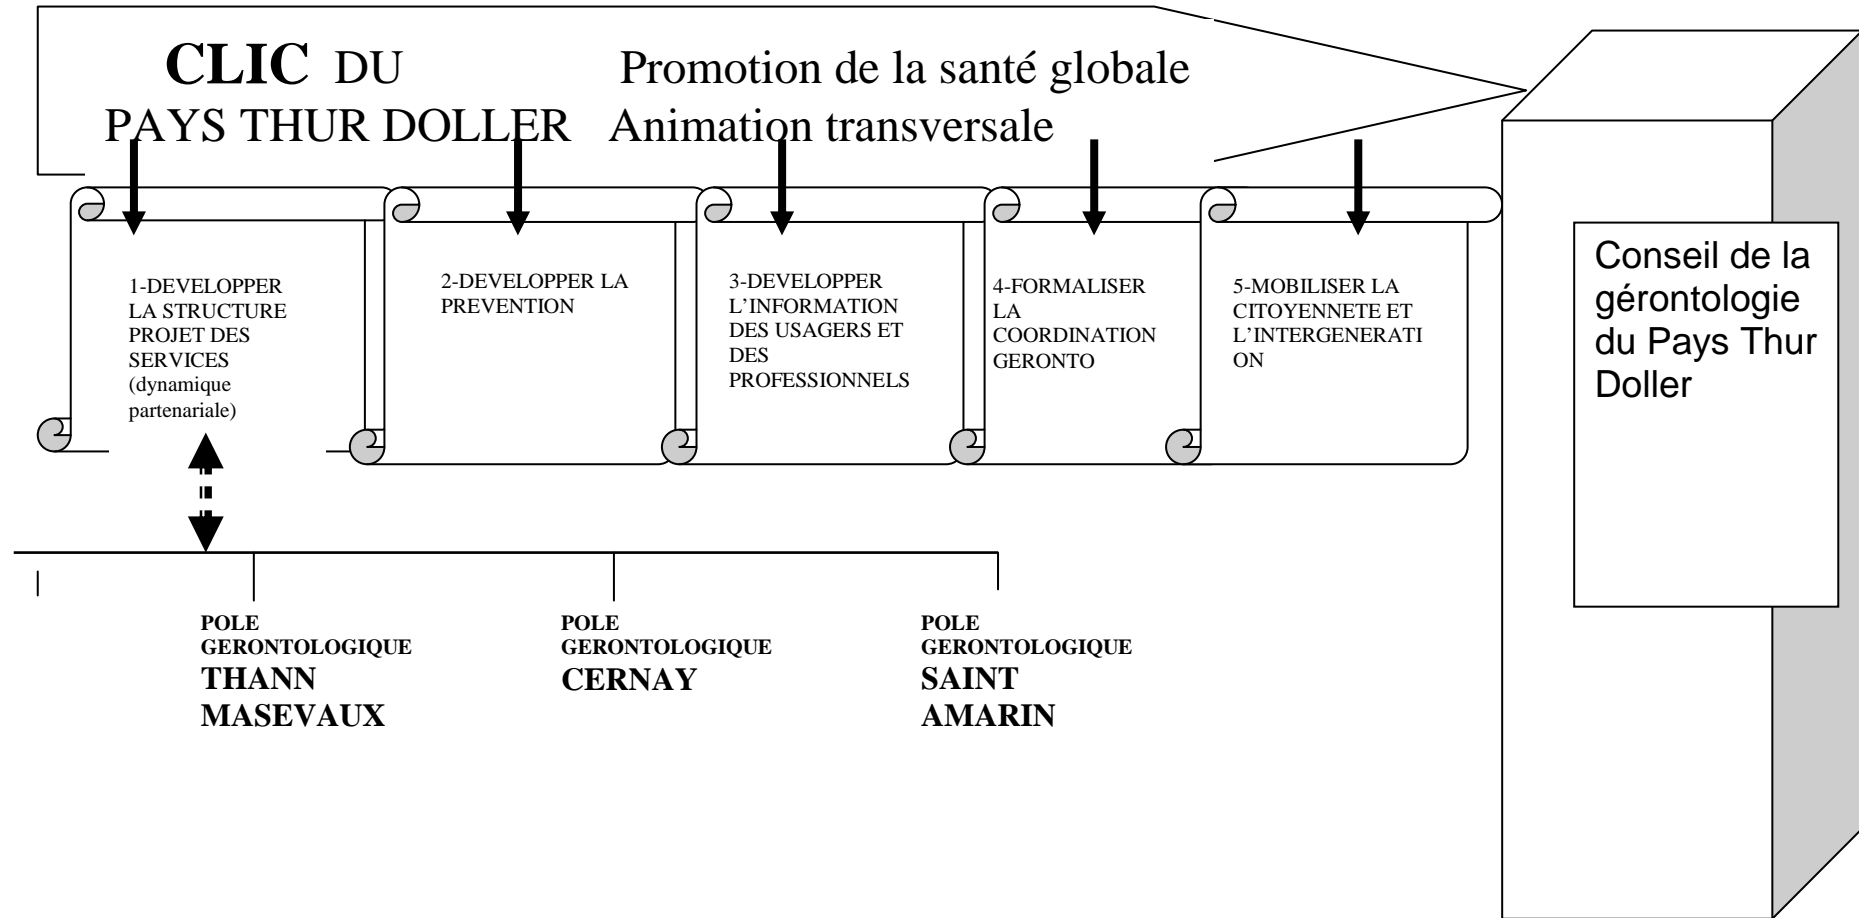 CLIC DU
PAYS THUR DOLLER
Promotion de la santé globale
Animation transversale
1-DEVELOPPER
LA STRUCTURE
PROJET DES
SERVICES
(dynamique
partenariale)
2-DEVELOPPER LA
PREVENTION
3-DEVELOPPER
L’INFORMATION
DES USAGERS ET
DES
PROFESSIONNELS
4-FORMALISER
LA
COORDINATION
GERONTO
5-MOBILISER LA
CITOYENNETE ET
L’INTERGENERATI
ON
Conseil de la
gérontologie
du Pays Thur
Doller
POLE
GERONTOLOGIQUE
THANN
MASEVAUX
POLE
GERONTOLOGIQUE
CERNAY
POLE
GERONTOLOGIQUE
SAINT
AMARIN